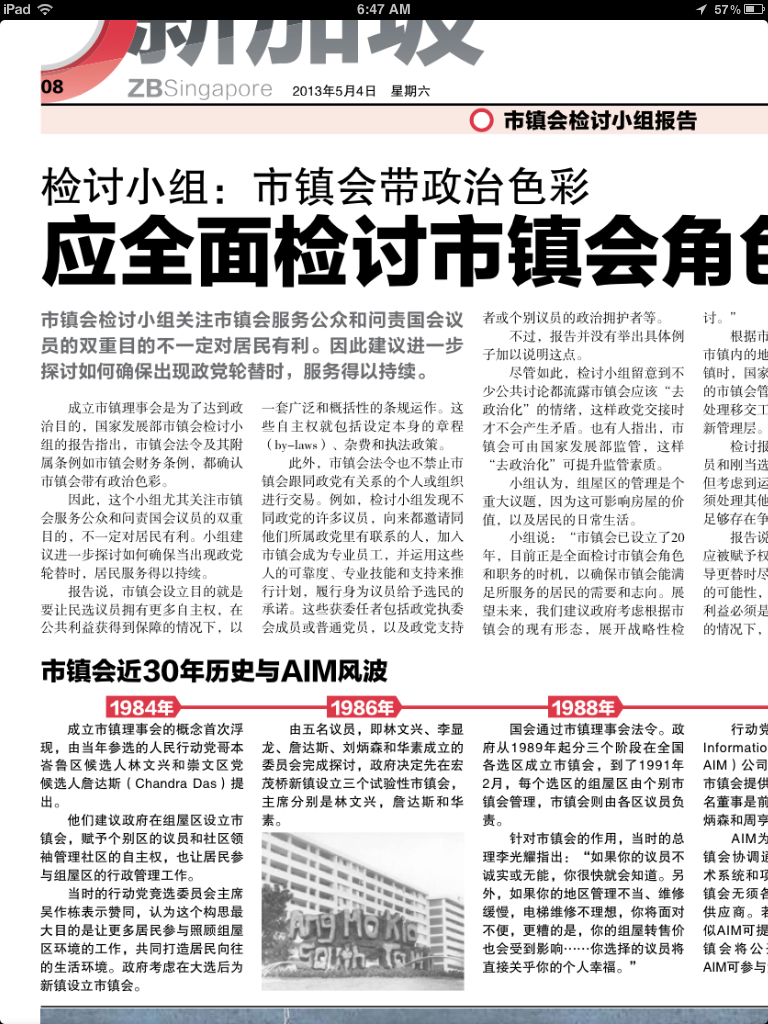 iPad
6:47 AM
57%
新加坡
08
ZBSingapore
2013年5月4日 星期六
市镇会检讨小组报告
检讨小组：市镇会带政治色彩
应全面检讨市镇会角色
市镇会检讨小组关注市镇会服务公众和问责国会议
员的双重目的不一定对居民有利。因此建议进一步
探讨如何确保出现政党轮替时，服务得以持续。
成立市镇理事会是为了达到政
治目的，国家发展部市镇会检讨小
组的报告指出，市镇会法令及其附
属条例如市镇会财务条例，都确认
市镇会带有政治色彩。
因此，这个小组尤其关注市镇
会服务公众和问责国会议员的双重
目的，不一定对居民有利。小组建
议进一步探讨如何确保当出现政党
轮替时，居民服务得以持续。
报告说，市镇会设立目的就是
要让民选议员拥有更多自主权，在
公共利益获得到保障的情况下，以
一套广泛和概括性的条规运作。这
些自主权就包括设定本身的章程
（by-laws）、杂费和执法政策。
此外，市镇会法令也不禁止市
镇会跟同政党有关系的个人或组织
进行交易。例如，检讨小组发现不
同政党的许多议员，向来都邀请同
他们所属政党里有联系的人，加入
市镇会成为专业员工，并运用这些
人的可靠度、专业技能和支持来推
行计划，履行身为议员给予选民的
承诺。这些获委任者包括政党执委
会成员或普通党员，以及政党支持
者或个别议员的政治拥护者等。
不过，报告并没有举出具体例
子加以说明这点。
尽管如此，检讨小组留意到不
少公共讨论都流露市镇会应该“去
政治化”的情绪，这样政党交接时
才不会产生矛盾。也有人指出，市
镇会可由国家发展部监管，这样
“去政治化”可提升监管素质。
小组认为，组屋区的管理是个
重大议题，因为这可影响房屋的价
值，以及居民的日常生活。
小组说：“市镇会已设立了20
年，目前正是全面检讨市镇会角色
和职务的时机，以确保市镇会能满
足所服务的居民的需要和志向。展
望未来，我们建议政府考虑根据市
镇会的现有形态，展开战略性检
讨。”
根据市
市镇内的地
镇时，国家
的市镇会管
处理移交工
新管理层。
检讨报
员和刚当选
但考虑到运
须处理其他
足够存在争
报告说
应被赋予权
导更替时尽
的可能性，
利益必须是
的情况下，
市镇会近30年历史与AIM风波
1984年
市镇理事会的概念首次浮
现，由当年参选的人民行动党哥本
峇鲁区候选人林文兴和崇文区党
候选人詹达斯（Chandra Das）提
出。
他们建议政府在组屋区设立市
镇会，赋予个别区的议员和社区领
袖管理社区的自主权，也让居民参
与组屋区的行政管理工作。
当时的行动党竞选委员会主席
吴作栋表示赞同，认为这个构思最
大目的是让更多居民参与照顾组屋
区环境的工作，共同打造居民向往
的生活环境。政府考虑在大选后为
新镇设立市镇会。
1986年
由五名议员，即林文兴、李显
龙、詹达斯、刘炳森和华素成立的
委员会完成探讨，政府决定先在宏
茂桥新镇设立三个试验性市镇会，
主席分别是林文兴，詹达斯和华
素。
Ang Mo Kio
South Town
1988年
国会通过市镇理事会法令。政
府从1989年起分三个阶段在全国
各选区成立市镇会，到了1991年
2月，每个选区的组屋区由个别市
镇会管理，市镇会则由各区议员负
责。
针对市镇会的作用，当时的总
理李光耀指出：“如果你的议员不
诚实或无能，你很快就会知道。另
外，如果你的地区管理不当、维修
缓慢，电梯维修不理想，你将面对
不便，更糟的是，你的组屋转售价
也会受到影响……你选择的议员将
直接关乎你的个人幸福。”
行动党
Informatio
AIM）公司
市镇会提供
名董事是前
炳森和周亨
AIM为
镇会协调运
术系统和项
镇会无须各
供应商。若
似AIM可提
镇会将公开
AIM可参与